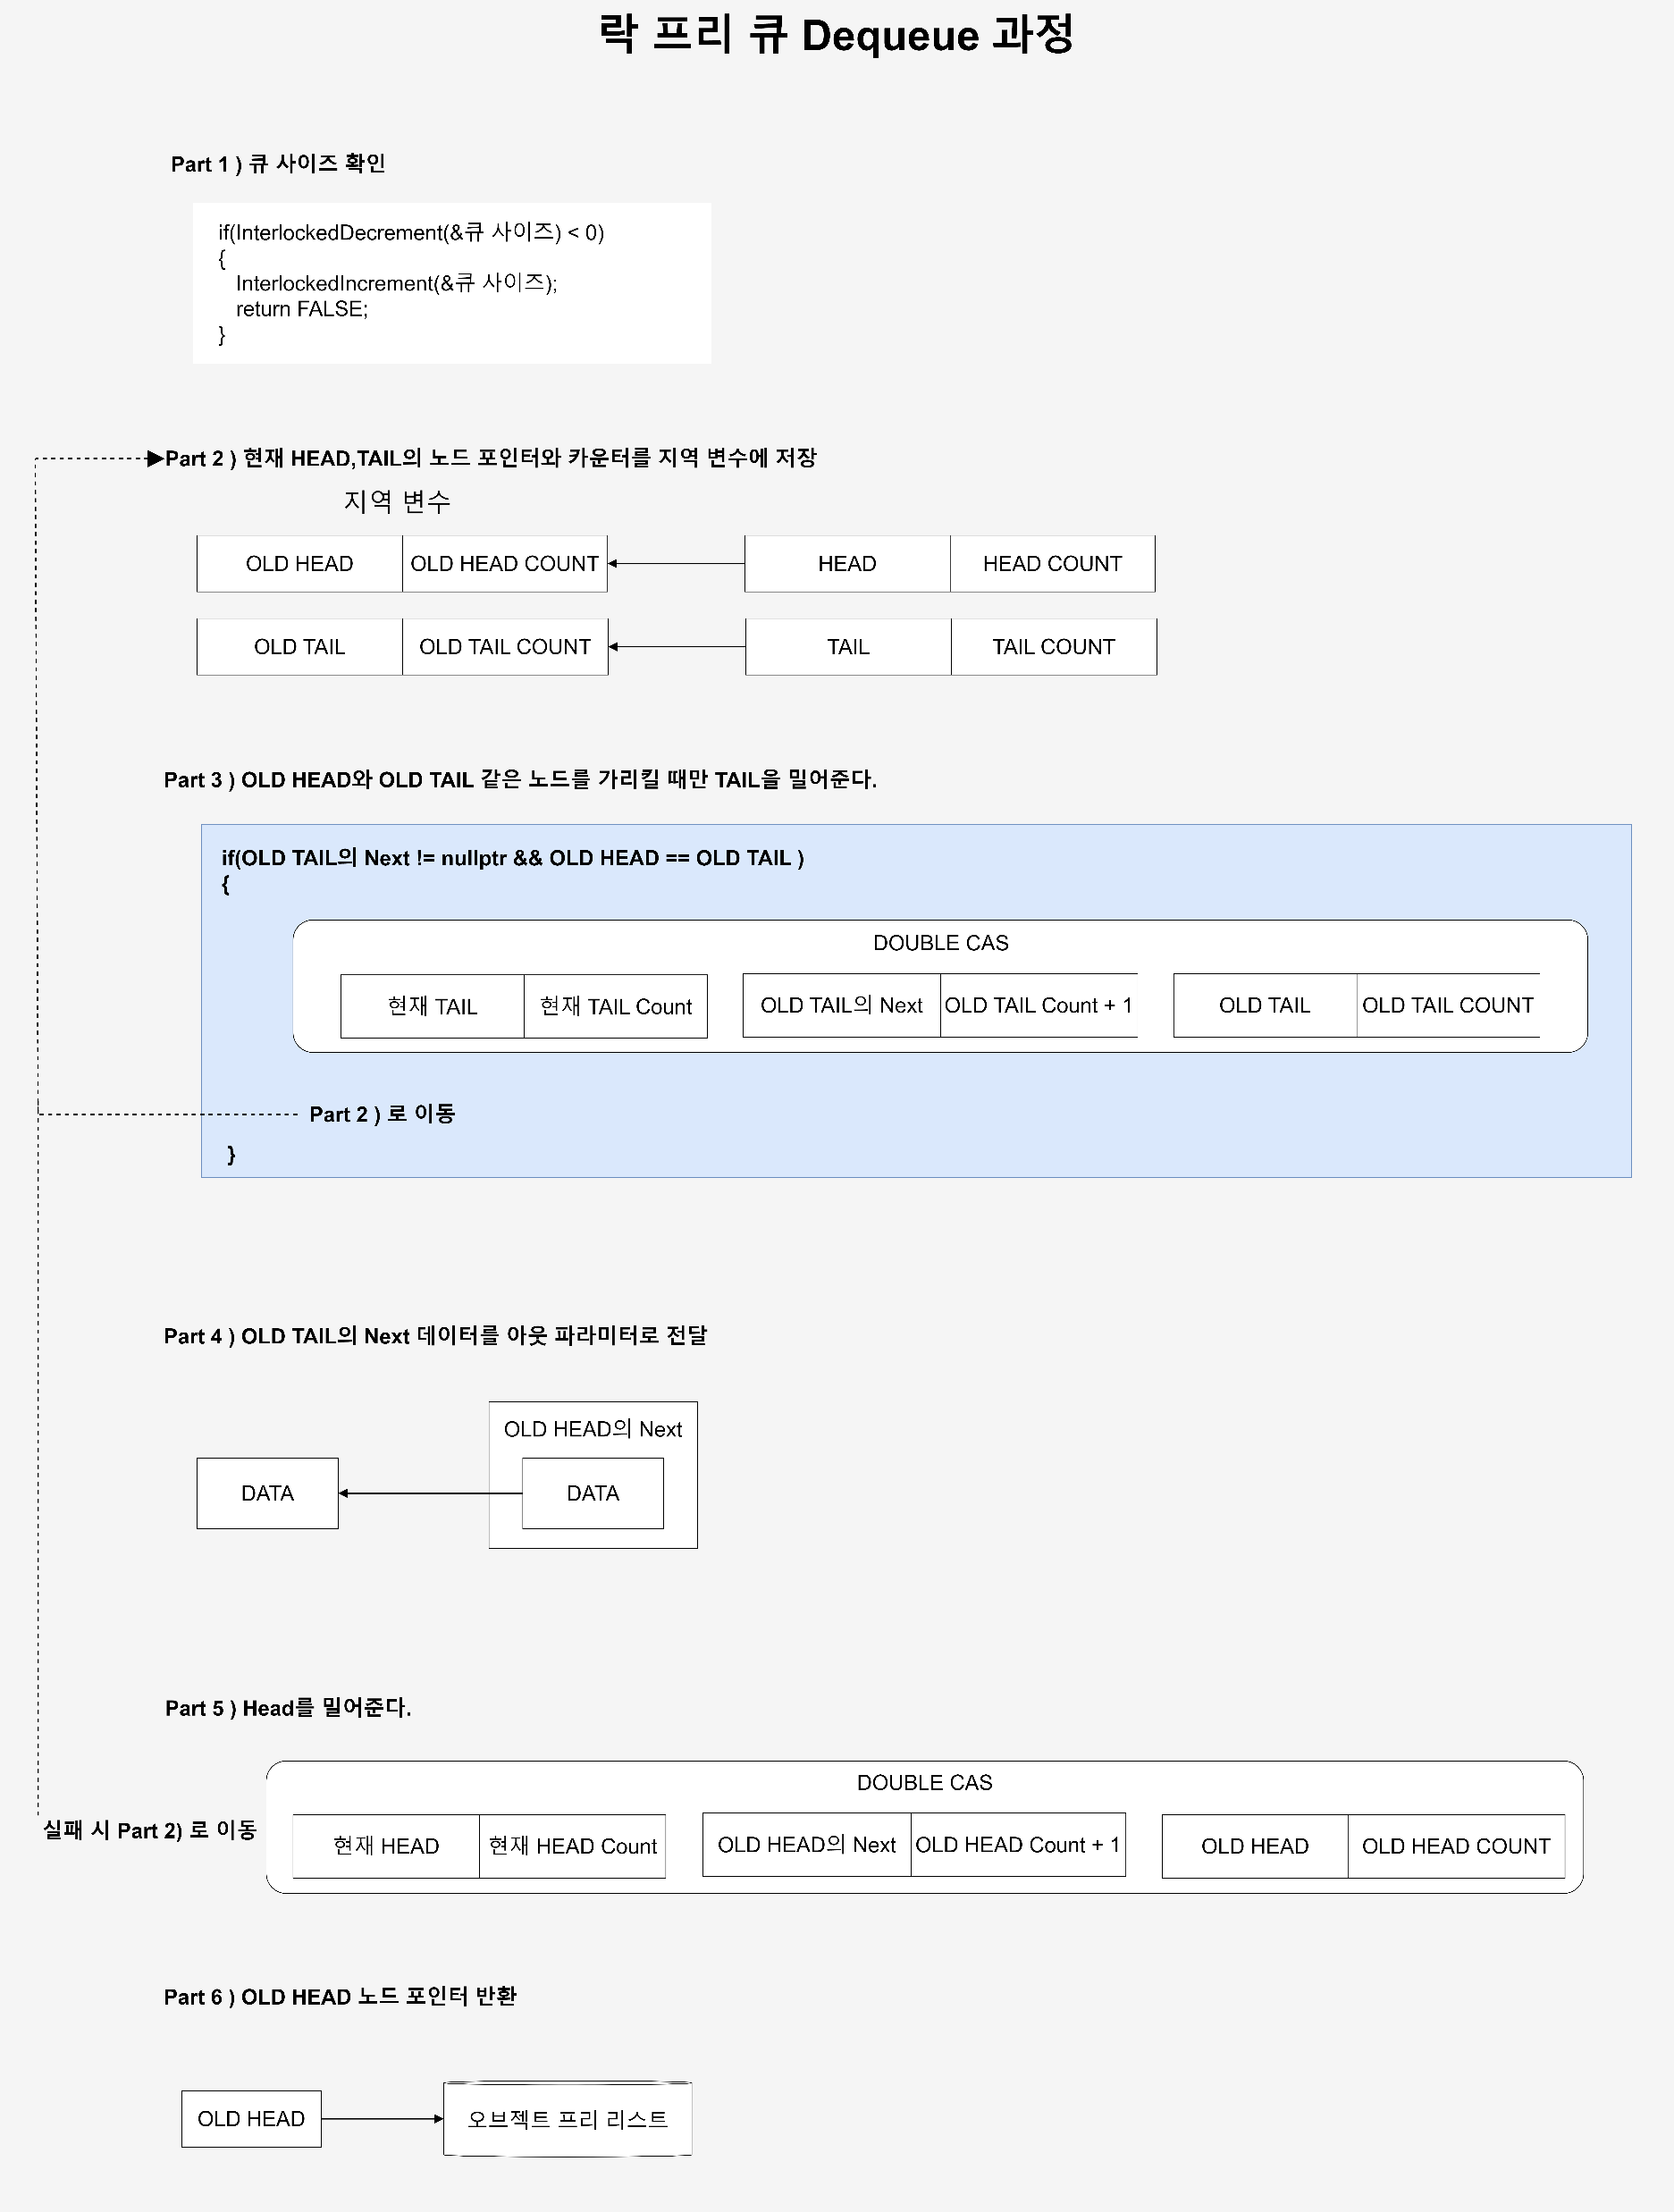 락 프리 큐 Dequeue 과정
Part 1 ) 큐 사이즈 확인
if(InterlockedDecrement(&큐 사이즈) < 0)
{
InterlockedIncrement(&큐 사이즈);
return FALSE;
}
Part 2 ) 현재 HEAD,TAIL의 노드 포인터와 카운터를 지역 변수에 저장
지역 변수
OLD HEAD OLD HEAD COUNT HEAD HEAD COUNT
OLD TAIL OLD TAIL COUNT TAIL TAIL COUNT
Part 3 ) OLD HEAD와 OLD TAIL 같은 노드를 가리킬 때만 TAIL을 밀어준다.
if(OLD TAIL의 Next != nullptr && OLD HEAD == OLD TAIL )
{
DOUBLE CAS
현재 TAIL 현재 TAIL Count OLD TAIL의 Next OLD TAIL Count + 1 OLD TAIL OLD TAIL COUNT
Part 2 ) 로 이동
}
Part 4 ) OLD TAIL의 Next 데이터를 아웃 파라미터로 전달
OLD HEAD의 Next
DATA DATA
Part 5 ) Head를 밀어준다.
DOUBLE CAS
실패 시 Part 2) 로 이동
현재 HEAD 현재 HEAD Count OLD HEAD의 Next OLD HEAD Count + 1 OLD HEAD OLD HEAD COUNT
Part 6 ) OLD HEAD 노드 포인터 반환
OLD HEAD 오브젝트 프리 리스트